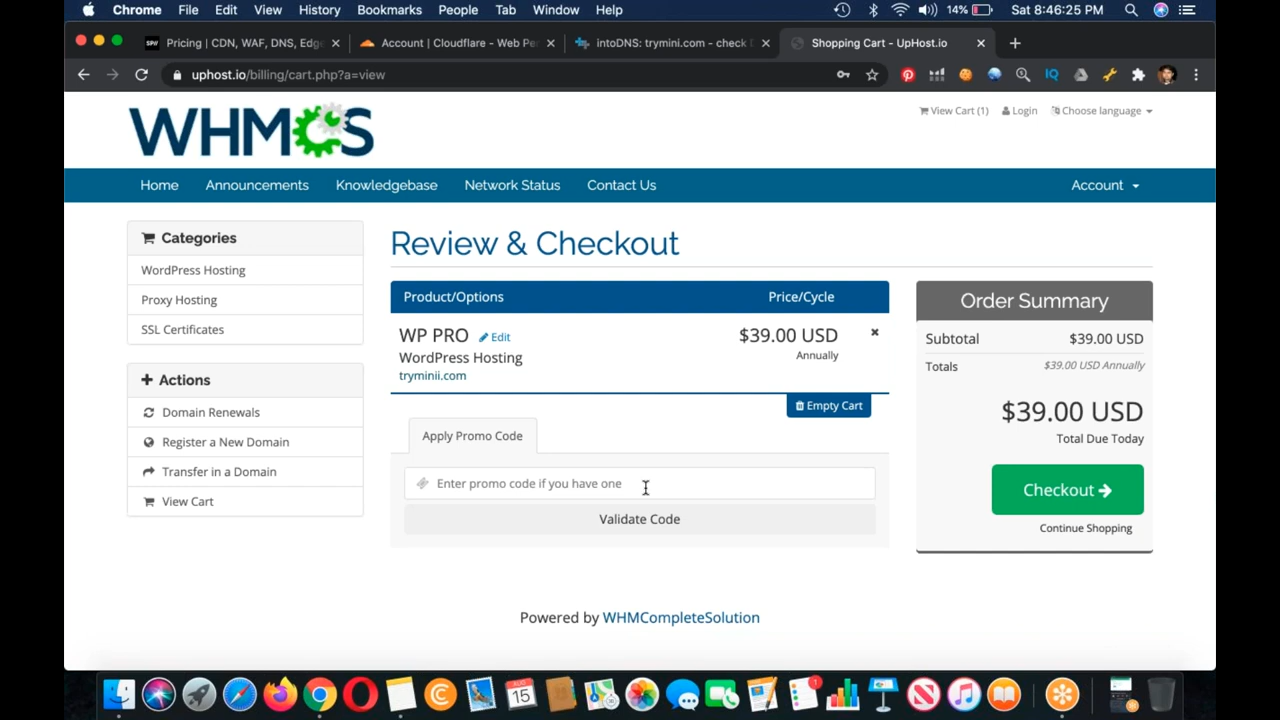 Chrome File Edit View History Bookmarks People Tab Window Help 14% Sat 8:46:25 PM
Pricing | CDN, WAF, DNS, Edge
Account | Cloudflare - Web Per
intoDNS: trymini.com - check
Shopping Cart - UpHost.io
uphost.io/billing/cart.php?a=view
WHMCS
View Cart (1) Login Choose language
Home Announcements Knowledgebase Network Status Contact Us Account
Categories
WordPress Hosting
Proxy Hosting
SSL Certificates
Actions
Domain Renewals
Register a New Domain
Transfer in a Domain
View Cart
Review & Checkout
Product/Options Price/Cycle
WP PRO Edit $39.00 USD
WordPress Hosting Annually
tryminii.com
Empty Cart
Apply Promo Code
Enter promo code if you have one
Validate Code
Order Summary
Subtotal $39.00 USD
Totals $39.00 USD Annually
$39.00 USD
Total Due Today
Checkout
Continue Shopping
Powered by WHMCompleteSolution
15
1